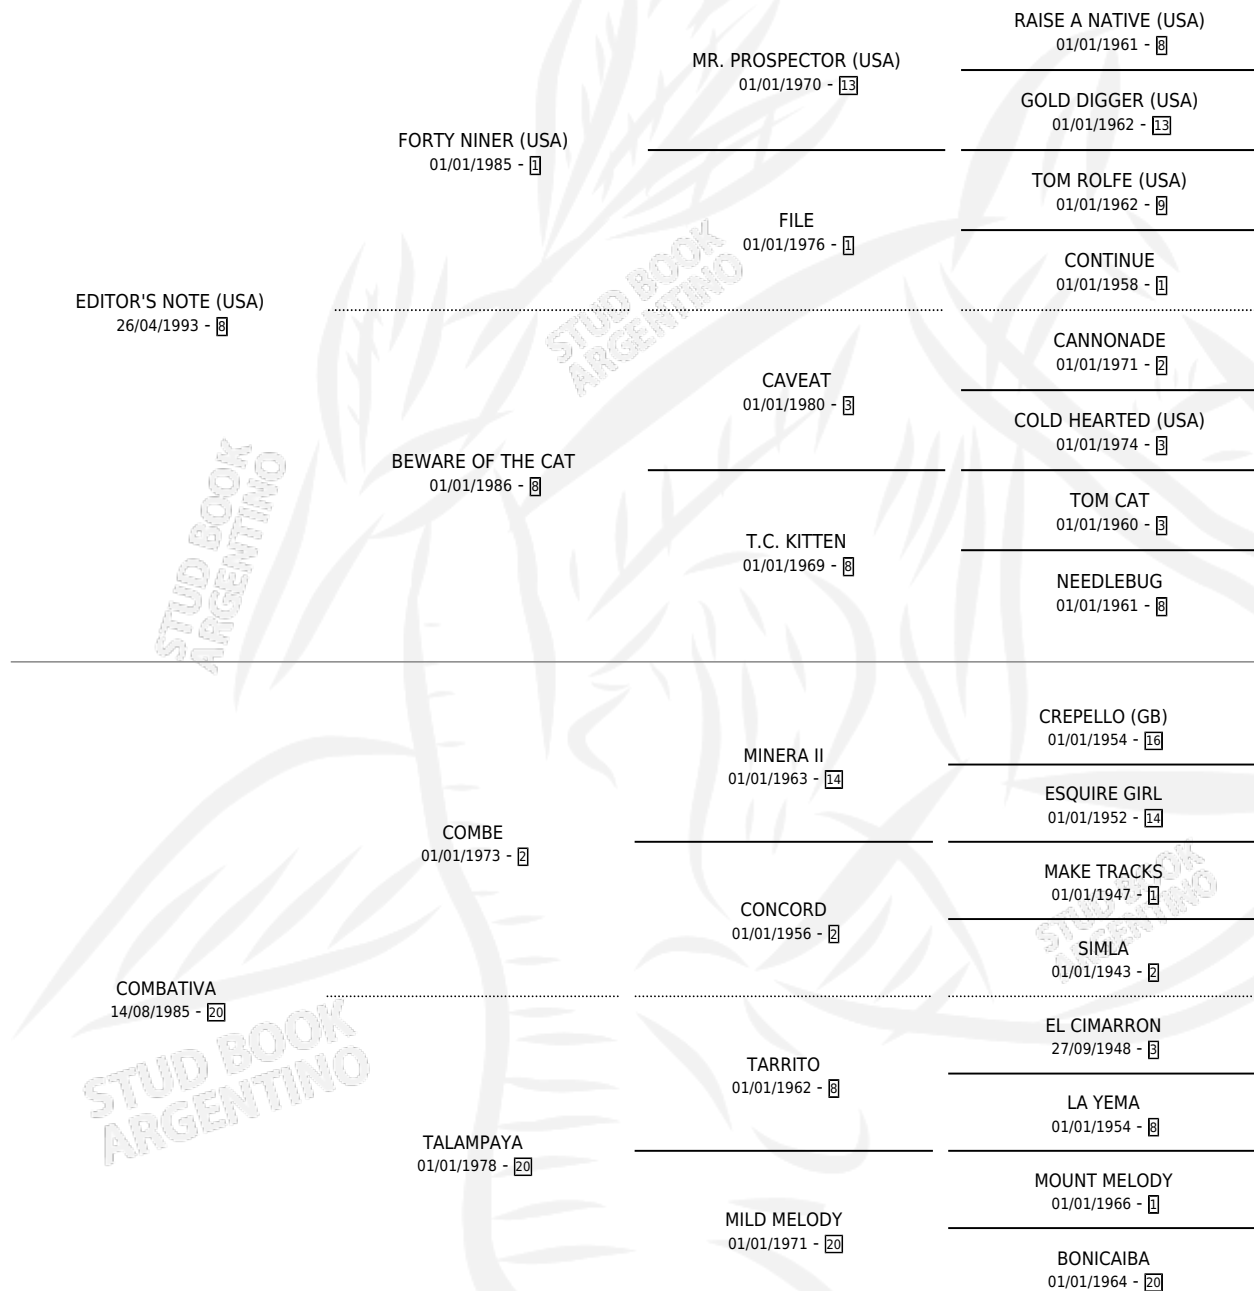 RAISE A NATIVE (USA)
01/01/1961 - 8
MR. PROSPECTOR (USA)
01/01/1970 - 13
GOLD DIGGER (USA)
01/01/1962 - 13
FORTY NINER (USA)
01/01/1985 - 1
TOM ROLFE (USA)
01/01/1962 - 9
FILE
01/01/1976 - 1
CONTINUE
01/01/1958 - 1
EDITOR'S NOTE (USA)
26/04/1993 - 8
CANNONADE
01/01/1971 - 2
CAVEAT
01/01/1980 - 3
COLD HEARTED (USA)
01/01/1974 - 3
BEWARE OF THE CAT
01/01/1986 - 8
TOM CAT
01/01/1960 - 3
T.C. KITTEN
01/01/1969 - 8
NEEDLEBUG
01/01/1961 - 8
CREPELLO (GB)
01/01/1954 - 16
MINERA II
01/01/1963 - 14
ESQUIRE GIRL
01/01/1952 - 14
COMBE
01/01/1973 - 2
MAKE TRACKS
01/01/1947 - 1
CONCORD
01/01/1956 - 2
SIMLA
01/01/1943 - 2
COMBATIVA
14/08/1985 - 20
EL CIMARRON
27/09/1948 - 3
TARRITO
01/01/1962 - 8
LA YEMA
01/01/1954 - 8
TALAMPAYA
01/01/1978 - 20
MOUNT MELODY
01/01/1966 - 1
MILD MELODY
01/01/1971 - 20
BONICAIBA
01/01/1964 - 20
STUD BOOK
ARGENTINO
STUD BOOK
ARGENTINO
STUD BOOK
ARGENTINO
STUD BOOK
ARGENTINO